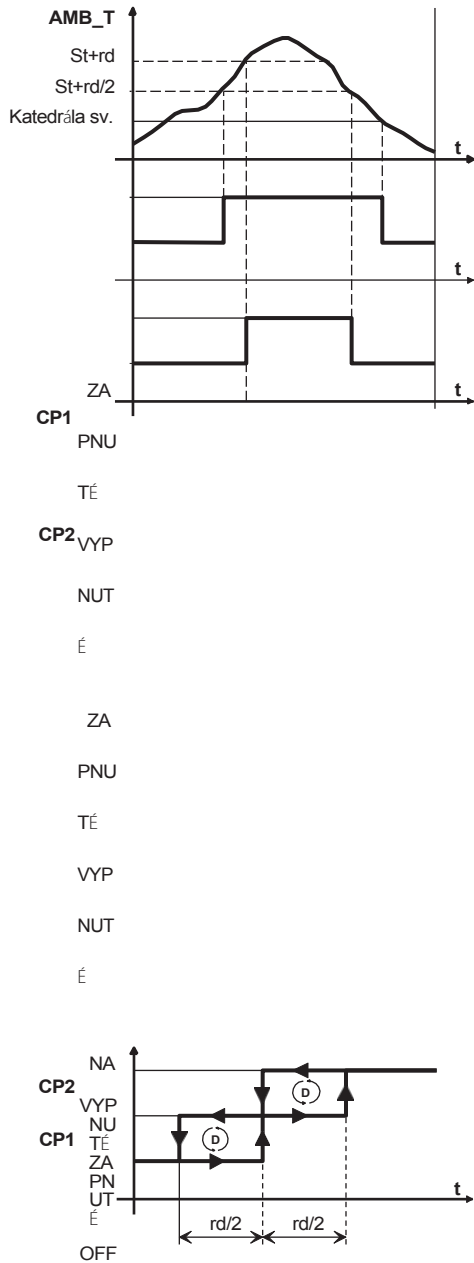 AMB_T
St+rd
St+rd/2
Katedrála sv.
t
t
ZA
t
CP1
PNU
TÉ
CP2 VYP
NUT
É
ZA
PNU
TÉ
VYP
NUT
É
NA
CP2
VYP
NU
CP1
TÉ
ZA
PN
UT
É
OFF
D
D
t
rd/2
rd/2